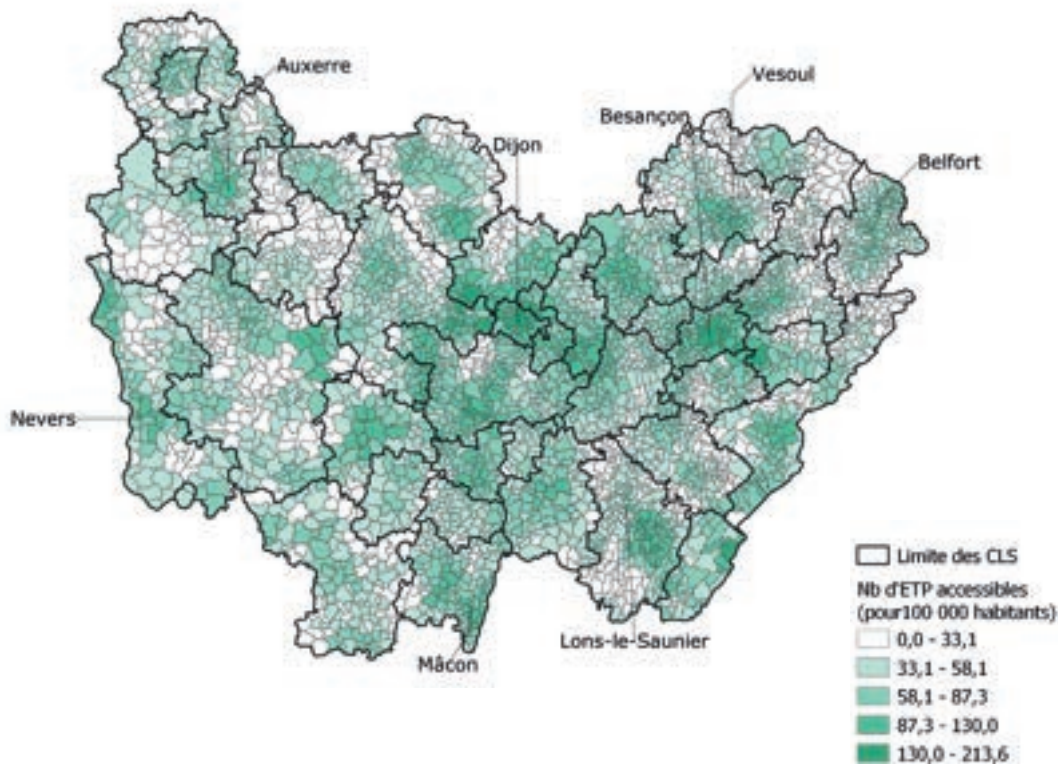 Auxerre
Vesoul
Besançon
Dijon
Belfort
Nevers
Limite des CLS
Nb d'ETP accessibles
(pour100 000 habitants)
0,0 - 33,1
33,1 - 58,1
58,1 - 87,3
87,3 - 130,0
130,0 - 213,6
Lons-le-Saunier
Mâcon